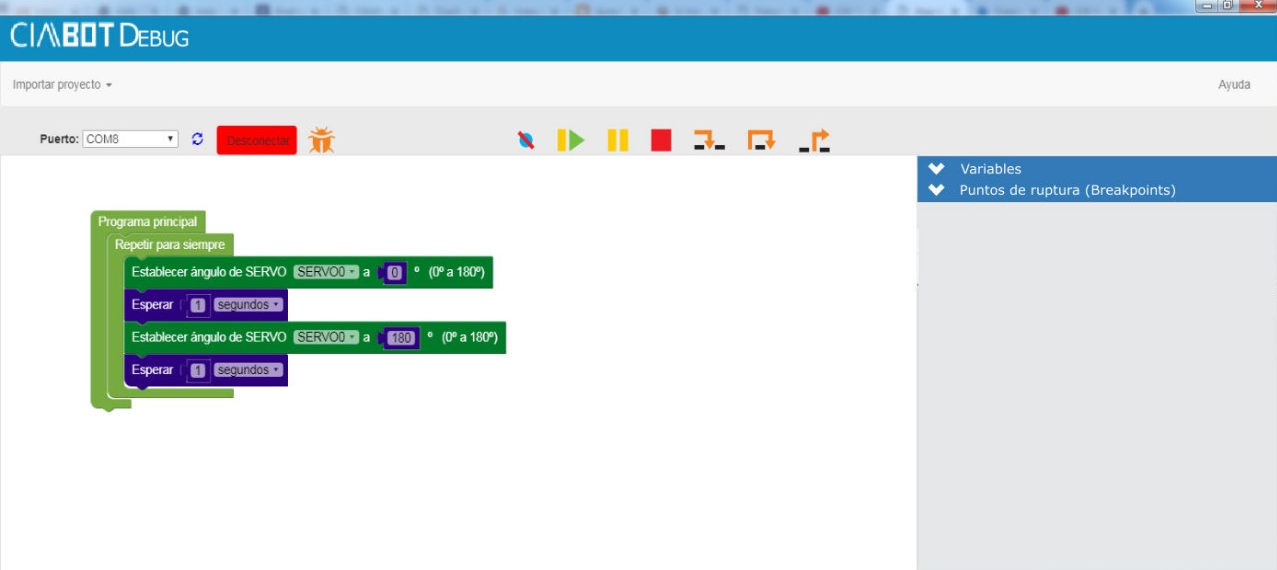 CIMBOT DEBUG
Importar proyecto
Ayuda
Puerto: COM8
Desconectar
Variables
Puntos de ruptura (Breakpoints)
Programa principal
Repetir para siempre
Establecer ángulo de SERVO SERVO0 a 0 º (0º a 180º)
Esperar 1 segundos
Establecer ángulo de SERVO SERVO0 a 180 º (0º a 180º)
Esperar 1 segundos